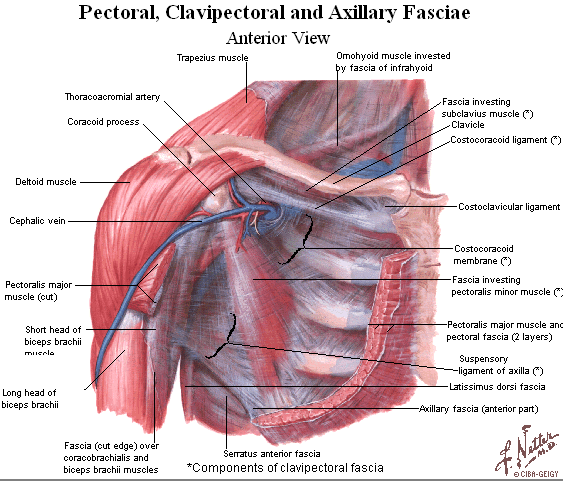 Pectoral, Clavipectoral and Axillary Fasciae
Anterior View
Trapezius muscle
Omohyoid muscle invested
by fascia of infrahyoid
Thoracoacromial artery
Coracoid process
Fascia investing
subclavius muscle (*)
Clavicle
Costocoracoid ligament (*)
Deltoid muscle
Costoclavicular ligament
Cephalic vein
Costocoracoid
membrane (*)
Pectoralis major
muscle (cut)
Fascia investing
pectoralis minor muscle (*)
Short head of
biceps brachii
muscle
Pectoralis major muscle and
pectoral fascia (2 layers)
Suspensory
ligament of axilla (*)
Long head of
biceps brachii
Latissimus dorsi fascia
Axillary fascia (anterior part)
Fascia (cut edge) over
coracobrachialis and
biceps brachii muscles
Serratus anterior fascia
*Components of clavipectoral fascia
F. Netter
M.D.
© CIBA-GEIGY